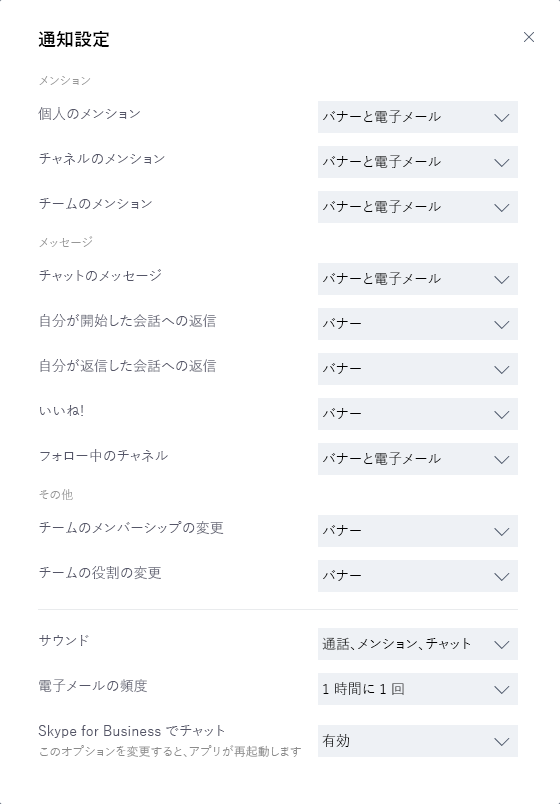 通知設定
メンション
個人のメンション
バナーと電子メール
チャネルのメンション
バナーと電子メール
チームのメンション
バナーと電子メール
メッセージ
チャットのメッセージ
バナーと電子メール
自分が開始した会話への返信
バナー
自分が返信した会話への返信
バナー
いいね!
バナー
フォロー中のチャネル
バナーと電子メール
その他
チームのメンバーシップの変更
バナー
チームの役割の変更
バナー
サウンド
通話、メンション、チャット
電子メールの頻度
1 時間に 1 回
Skype for Business でチャット
このオプションを変更すると、アプリが再起動します
有効